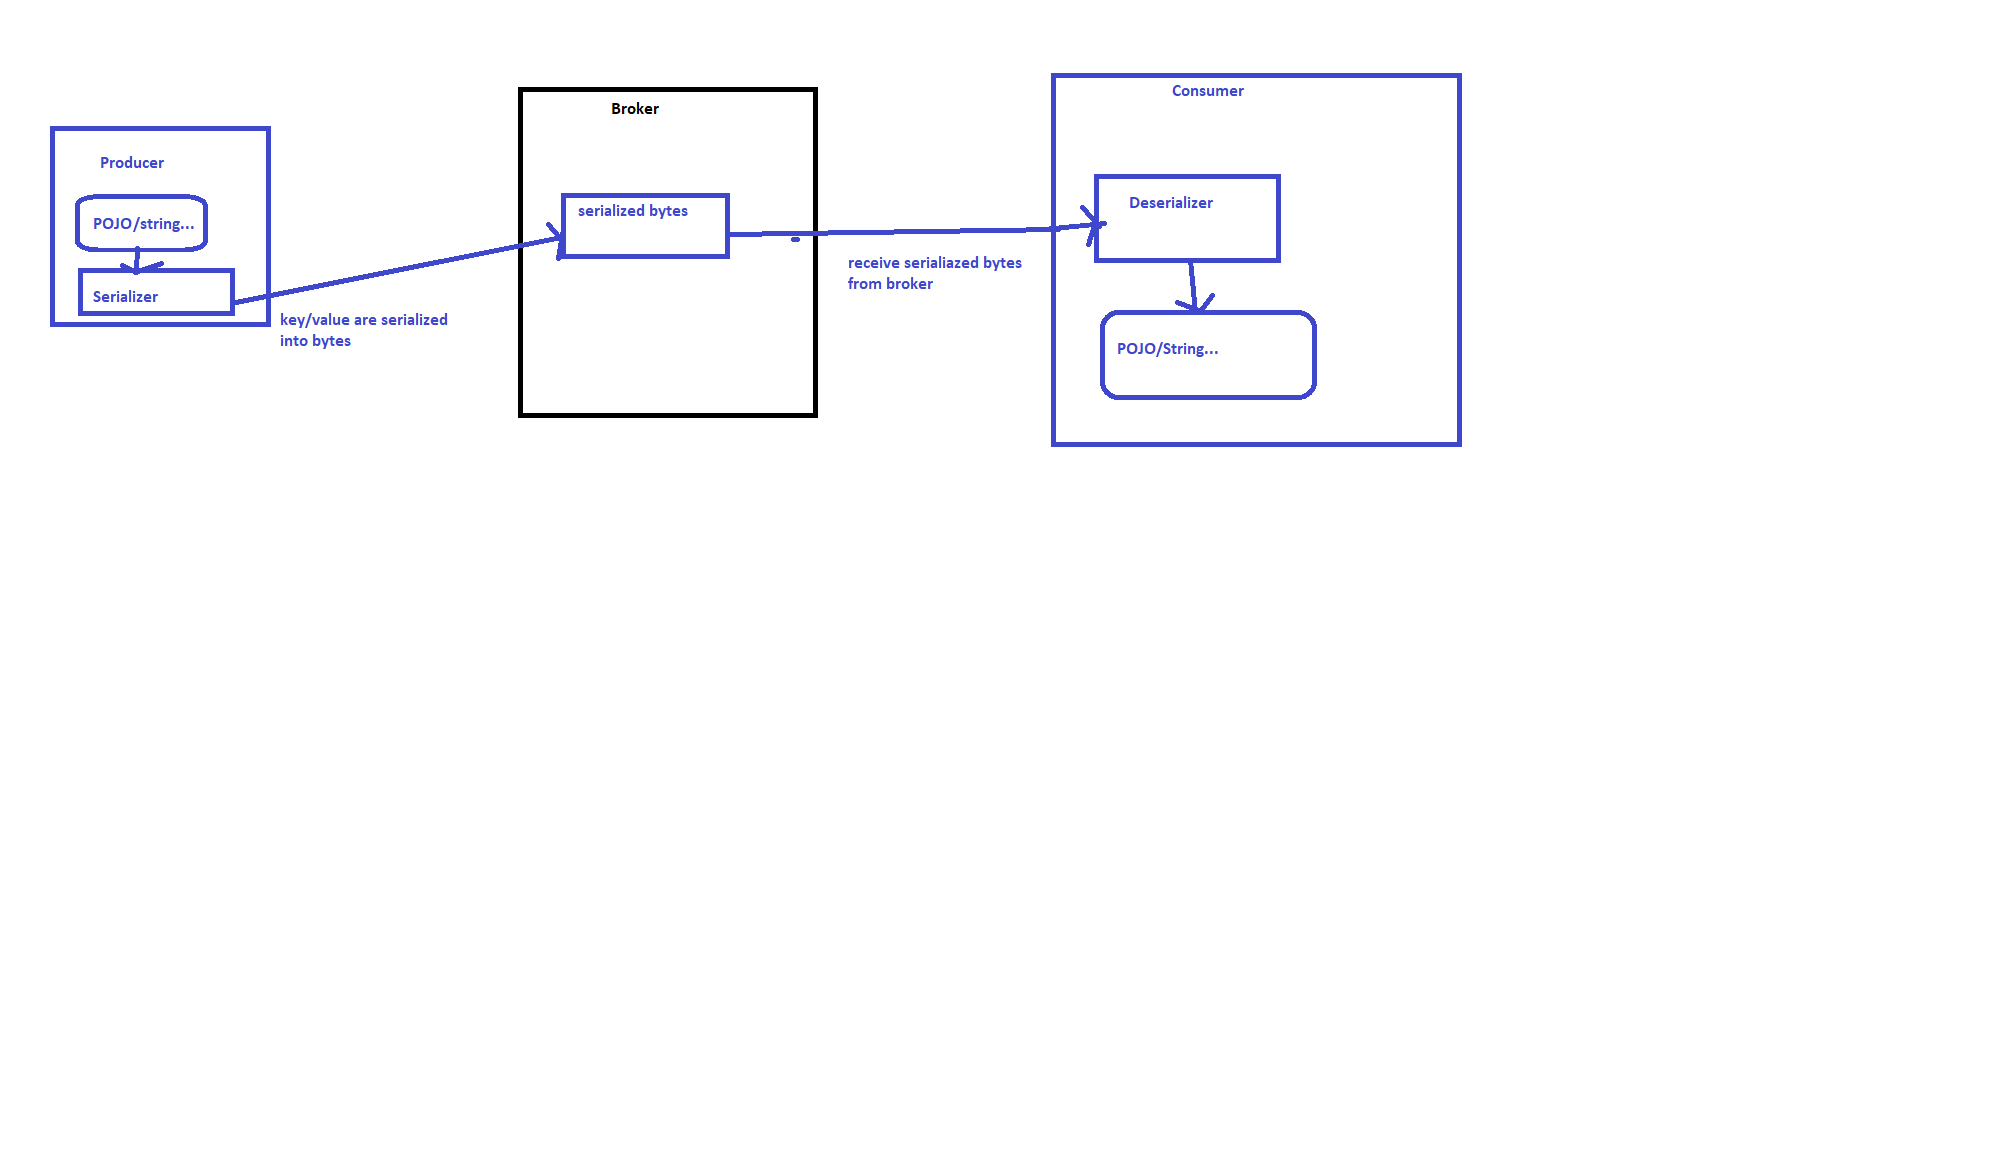 Producer
POJO/string...
Serializer
key/value are serialized
into bytes
Broker
serialized bytes
receive serialiazed bytes
from broker
Consumer
Deserializer
POJO/String...